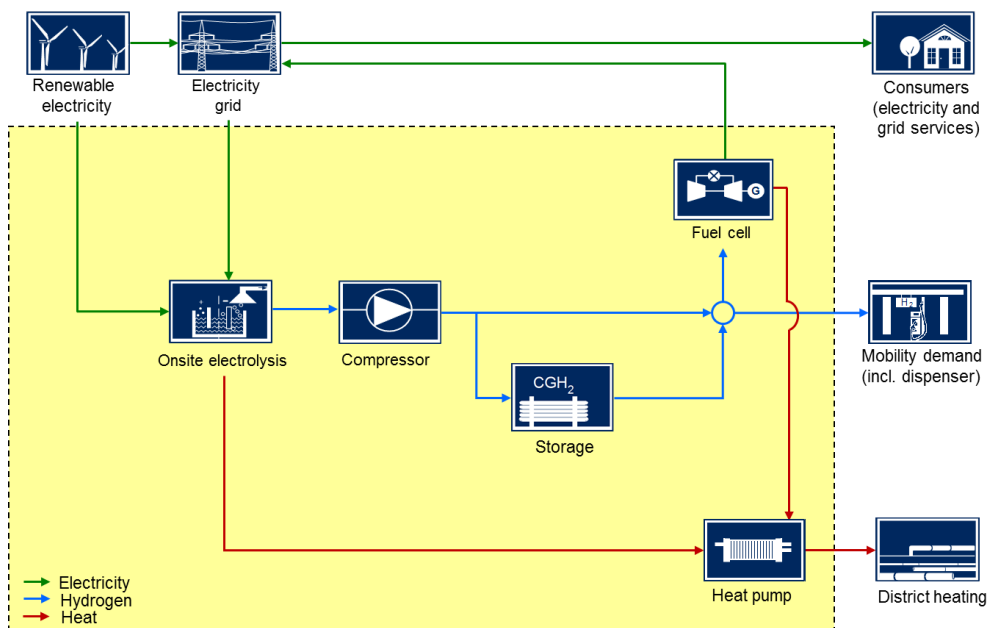 Renewable
electricity
Electricity
grid
Consumers
(electricity and
grid services)
G
Fuel cell
Onsite electrolysis
Compressor
H2
Mobility demand
(incl. dispenser)
CGH2
Storage
Heat pump
District heating
Electricity
Hydrogen
Heat